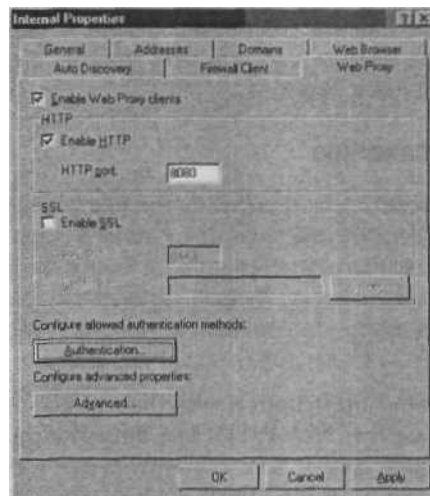 Internal Properties
General Addresses Domains Web Browser
Auto Discovery Firewall Client Web Proxy
Enable Web Proxy clients
HTTP
Enable HTTP
HTTP port: 8080
SSL
Enable SSL
Configure allowed authentication methods:
Authentication...
Configure advanced properties:
Advanced...
OK Cancel Apply